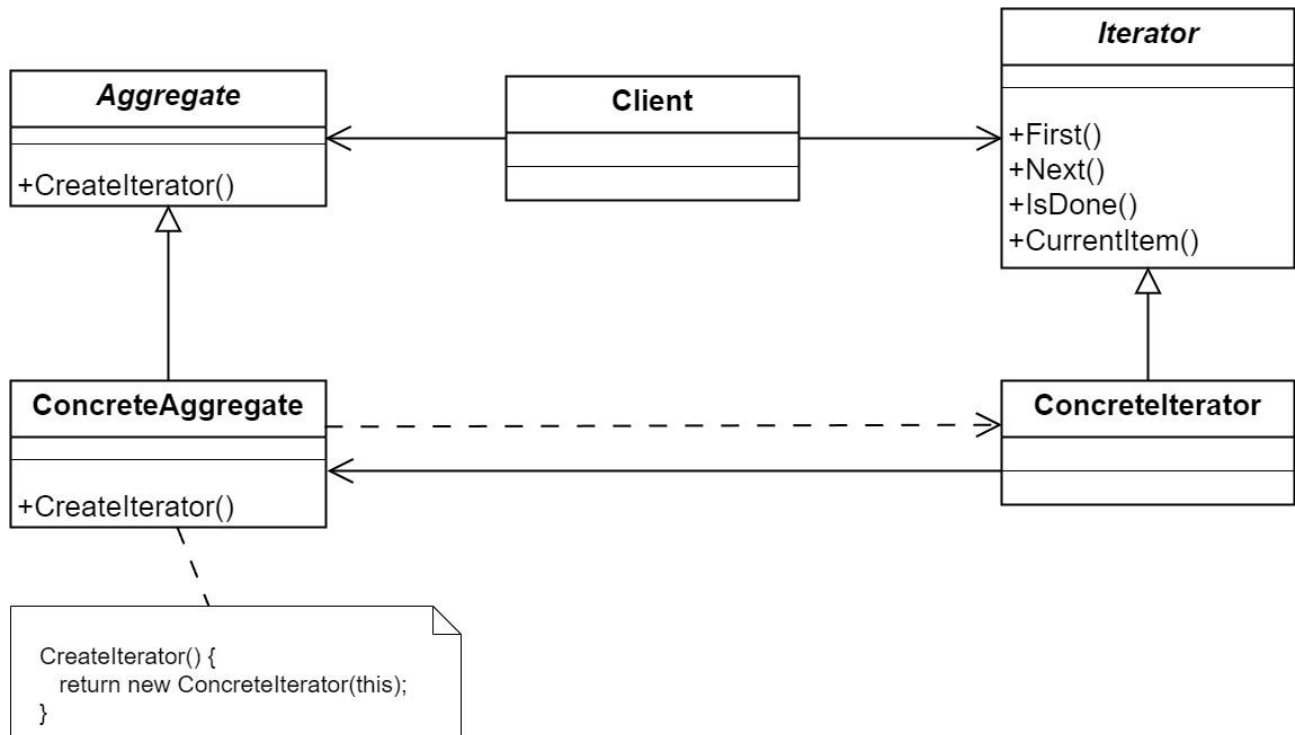 Aggregate
+CreateIterator()
Client
Iterator
+First()
+Next()
+IsDone()
+CurrentItem()
ConcreteAggregate
+CreateIterator()
ConcreteIterator
CreateIterator() {
return new ConcreteIterator(this);
}